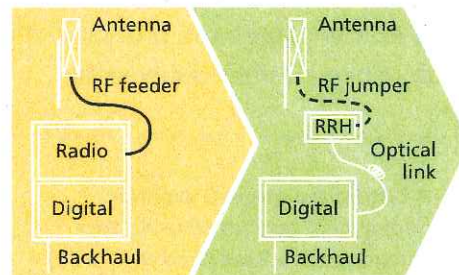 Antenna
RF feeder
Radio
Digital
Backhaul
Antenna
RF jumper
RRH
Optical
link
Digital
Backhaul